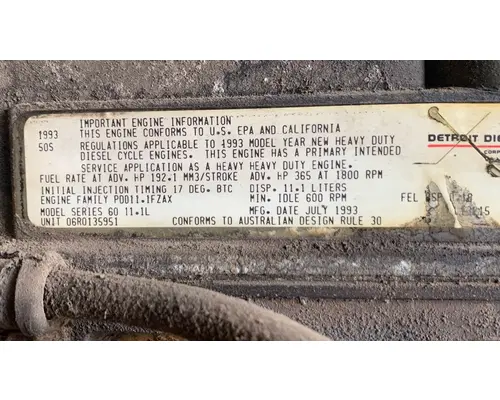 IMPORTANT ENGINE INFORMATION
1993 THIS ENGINE CONFORMS TO U.S. EPA AND CALIFORNIA
50S REGULATIONS APPLICABLE TO 1993 MODEL YEAR NEW HEAVY DUTY
DIESEL CYCLE ENGINES. THIS ENGINE HAS A PRIMARY INTENDED
SERVICE APPLICATION AS A HEAVY HEAVY DUTY ENGINE.
FUEL RATE AT ADV. HP 192.1 MM3/STROKE ADV. HP 365 AT 1800 RPM
INITIAL INJECTION TIMING 17 DEG. BTC DISP. 11.1 LITERS
ENGINE FAMILY PDD11.1FZAX MIN. IDLE 600 RPM FEL
MODEL SERIES 60 11.1L MFG. DATE JULY 1993
UNIT 06R0135951 CONFORMS TO AUSTRALIAN DESIGN RULE 30
DETROIT DIE
CORP